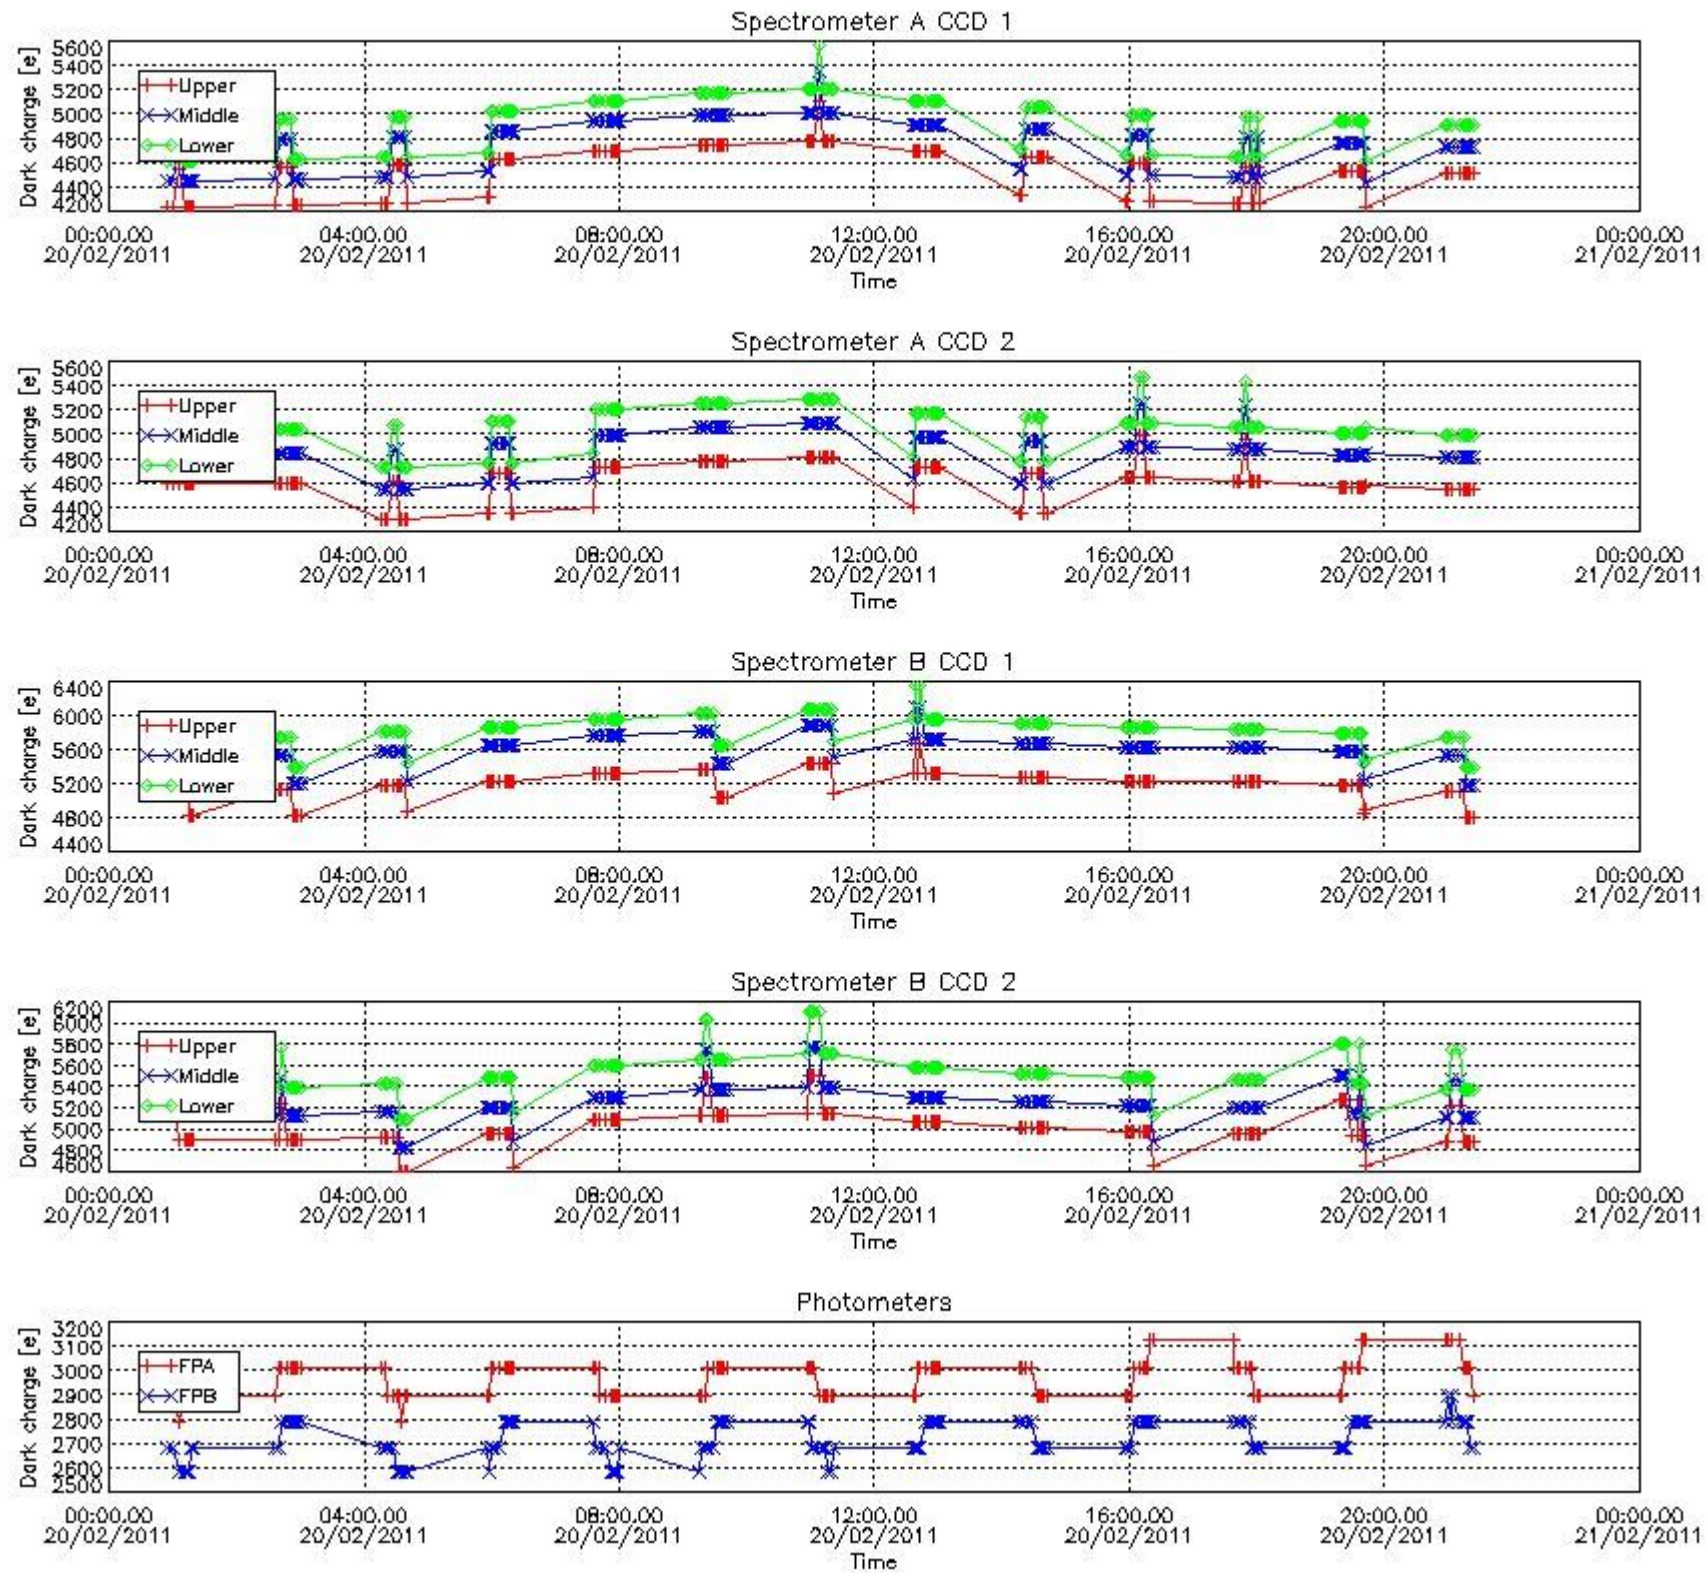 Spectrometer A CCD 1
Dark charge [e]
5600
5400
5200
5000
4800
4600
4400
4200
Upper
Middle
Lower
00:00.00 04:00.00 08:00.00 12:00.00 16:00.00 20:00.00 00:00.00
20/02/2011 20/02/2011 20/02/2011 20/02/2011 20/02/2011 20/02/2011 21/02/2011
Time
Spectrometer A CCD 2
Dark charge [e]
5600
5400
5200
5000
4800
4600
4400
4200
Upper
Middle
Lower
00:00.00 04:00.00 08:00.00 12:00.00 16:00.00 20:00.00 00:00.00
20/02/2011 20/02/2011 20/02/2011 20/02/2011 20/02/2011 20/02/2011 21/02/2011
Time
Spectrometer B CCD 1
Dark charge [e]
6400
6000
5600
5200
4800
4400
Upper
Middle
Lower
00:00.00 04:00.00 08:00.00 12:00.00 16:00.00 20:00.00 00:00.00
20/02/2011 20/02/2011 20/02/2011 20/02/2011 20/02/2011 20/02/2011 21/02/2011
Time
Spectrometer B CCD 2
Dark charge [e]
6200
6000
5800
5600
5400
5200
5000
4800
4600
Upper
Middle
Lower
00:00.00 04:00.00 08:00.00 12:00.00 16:00.00 20:00.00 00:00.00
20/02/2011 20/02/2011 20/02/2011 20/02/2011 20/02/2011 20/02/2011 21/02/2011
Time
Photometers
Dark charge [e]
3200
3100
3000
2900
2800
2700
2600
2500
FPA
FPB
00:00.00 04:00.00 08:00.00 12:00.00 16:00.00 20:00.00 00:00.00
20/02/2011 20/02/2011 20/02/2011 20/02/2011 20/02/2011 20/02/2011 21/02/2011
Time